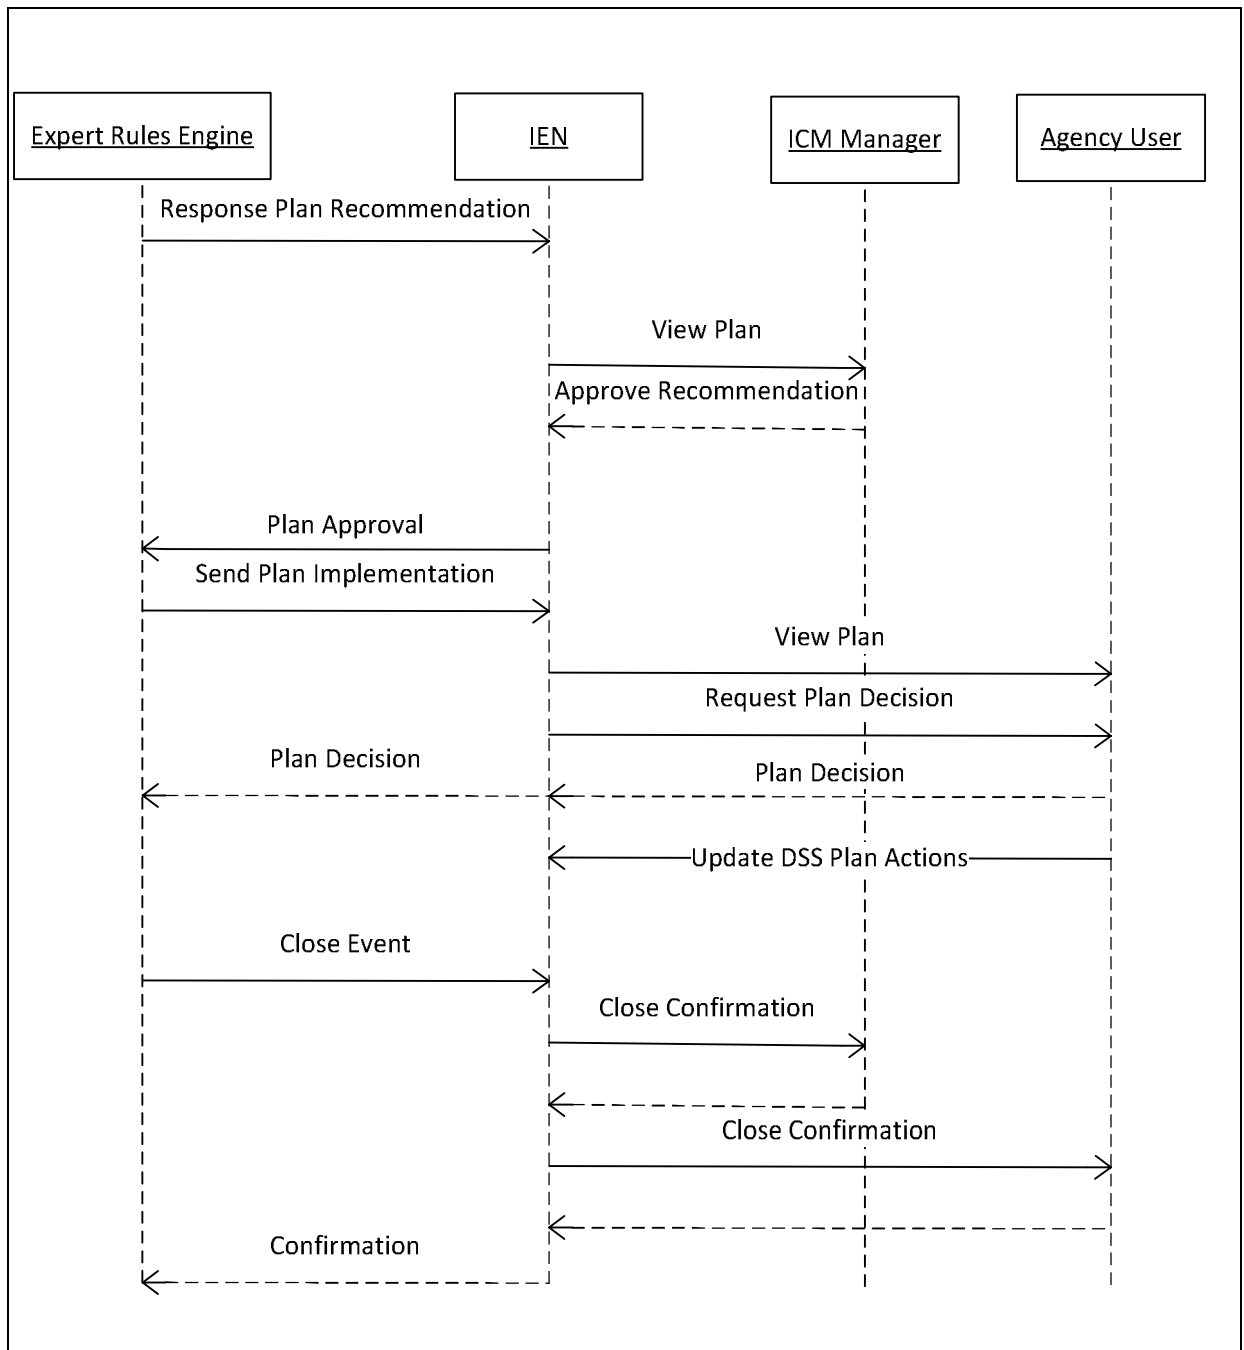 Expert Rules Engine
IEN
ICM Manager
Agency User
Response Plan Recommendation
View Plan
Approve Recommendation
Plan Approval
Send Plan Implementation
View Plan
Request Plan Decision
Plan Decision
Plan Decision
Update DSS Plan Actions
Close Event
Close Confirmation
Close Confirmation
Confirmation